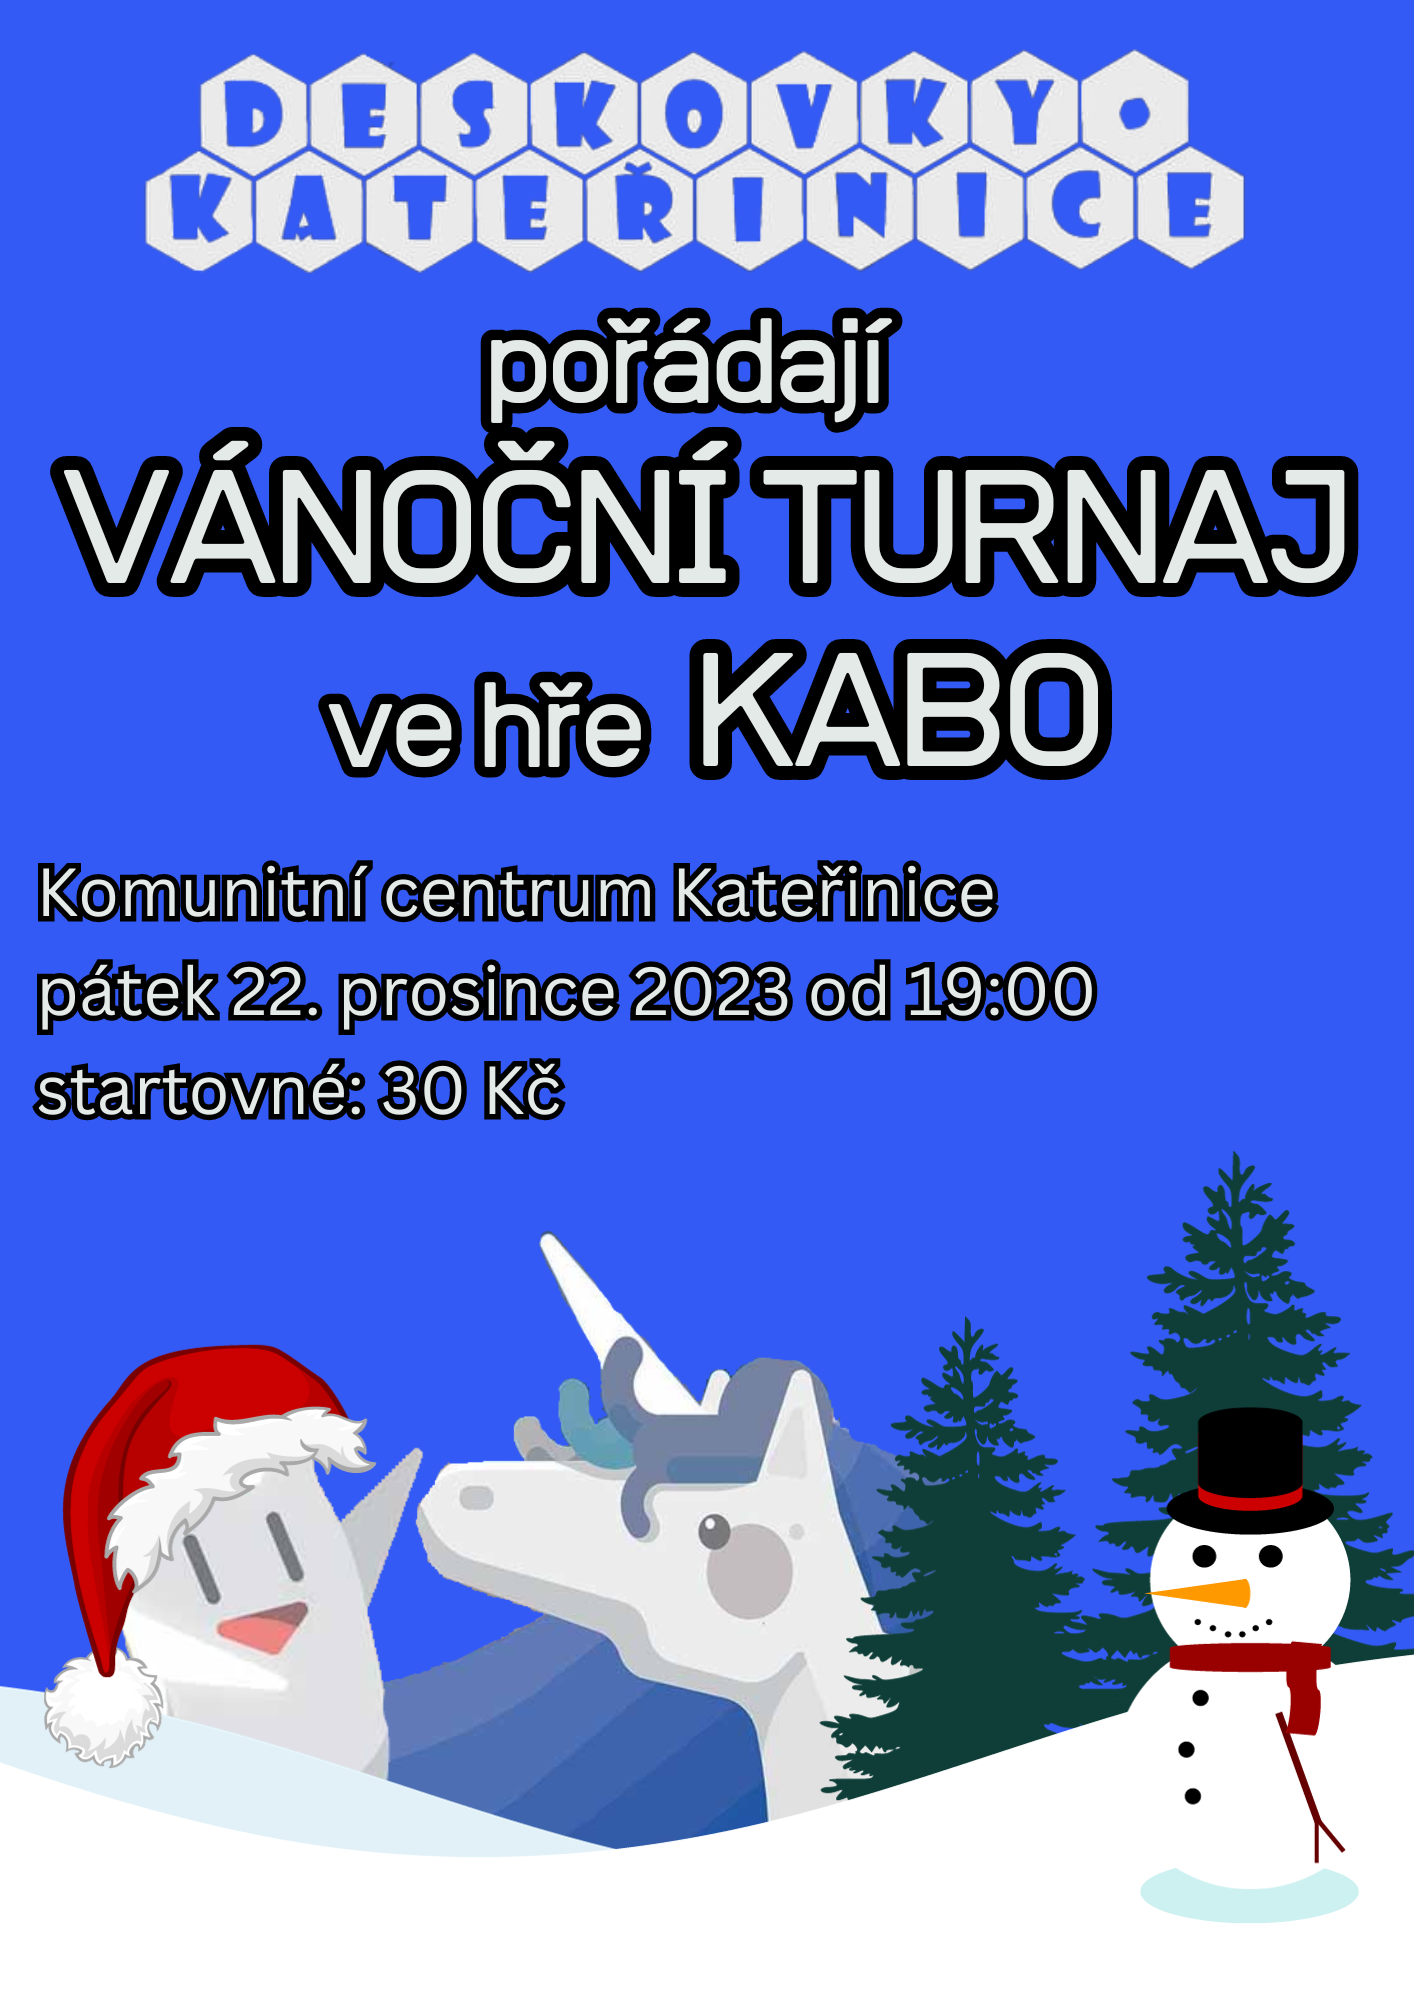 DESKOVKY•
KATEŘINICE
pořádají
VÁNOČNÍ TURNAJ
ve hře KABO
Komunitní centrum Kateřinice
pátek 22. prosince 2023 od 19:00
startovné: 30 Kč